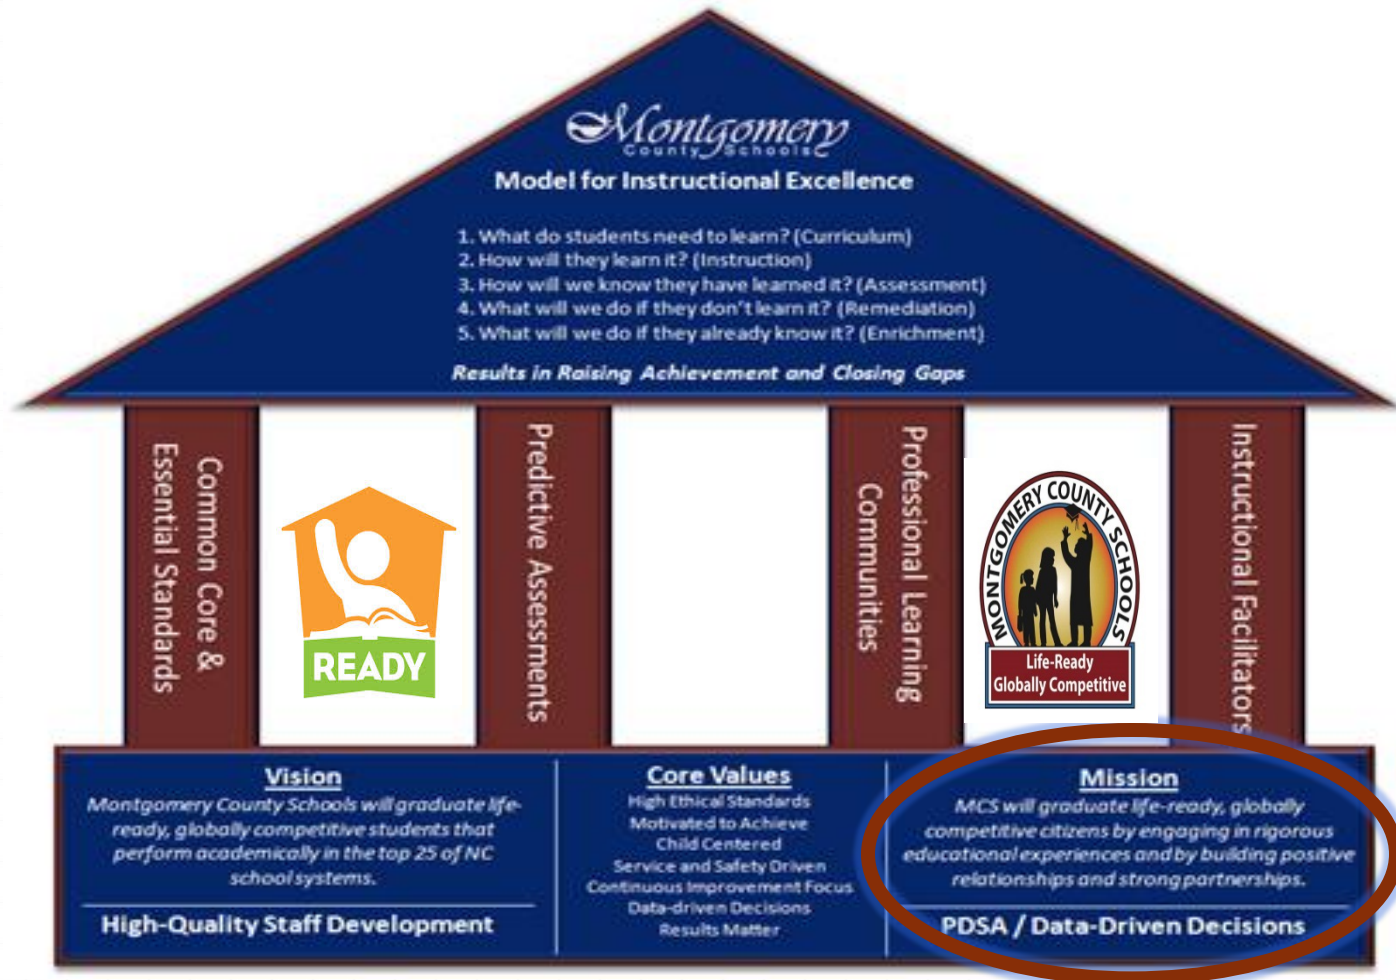 Montgomery
County Schools
Model for Instructional Excellence
1. What do students need to learn? (Curriculum)
2. How will they learn it? (Instruction)
3. How will we know they have learned it? (Assessment)
4. What will we do if they don't learn it? (Remediation)
5. What will we do if they already know it? (Enrichment)
Results in Raising Achievement and Closing Gaps
Common Core &
Essential Standards
READY
Predictive Assessments
Professional Learning
Communities
MONTGOMERY COUNTY SCHOOLS
Life-Ready
Globally Competitive
Instructional Facilitators
Vision
Montgomery County Schools will graduate life-
ready, globally competitive students that
perform academically in the top 25 of NC
school systems.
High-Quality Staff Development
Core Values
High Ethical Standards
Motivated to Achieve
Child Centered
Service and Safety Driven
Continuous Improvement Focus
Data-driven Decisions
Results Matter
Mission
MCS will graduate life-ready, globally
competitive citizens by engaging in rigorous
educational experiences and by building positive
relationships and strong partnerships.
PDSA / Data-Driven Decisions